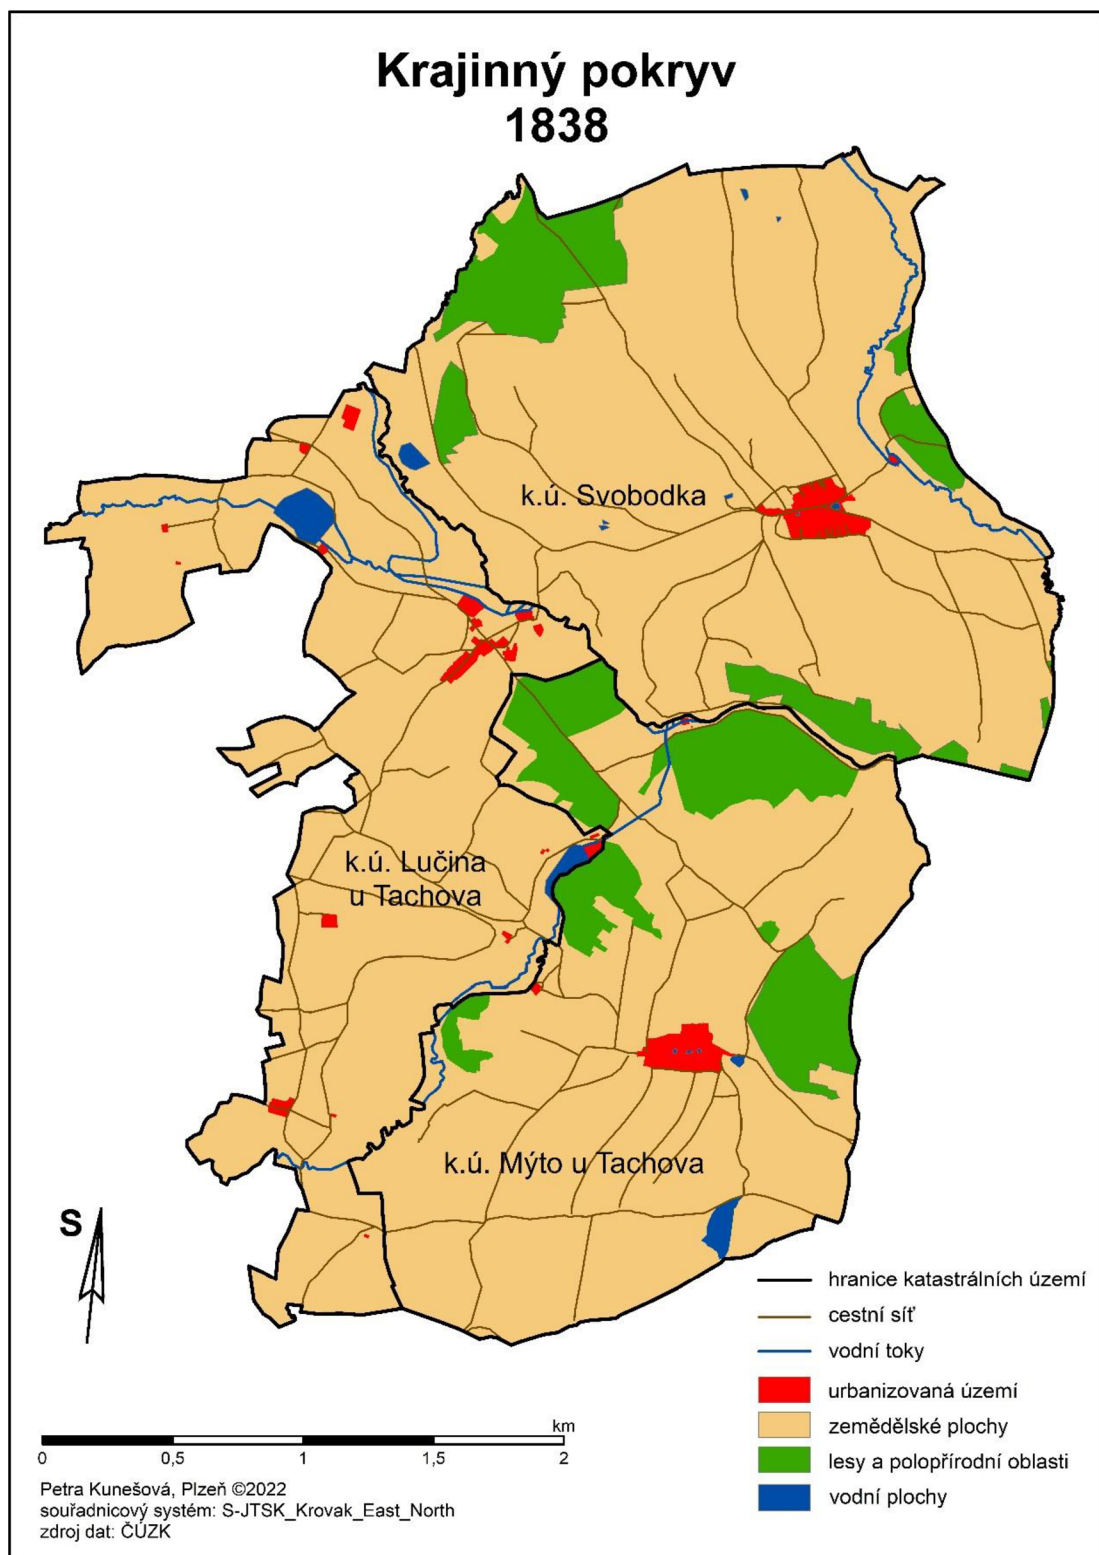 Krajinný pokryv
1838
k.ú. Svobodka
k.ú. Lučina
u Tachova
k.ú. Mýto u Tachova
S
hranice katastrálních území
cestní síť
vodní toky
urbanizovaná území
zemědělské plochy
lesy a polopřírodní oblasti
vodní plochy
km
0 0,5 1 1,5 2
Petra Kunešová, Plzeň ©2022
souřadnicový systém: S-JTSK_Krovak_East_North
zdroj dat: ČÚZK